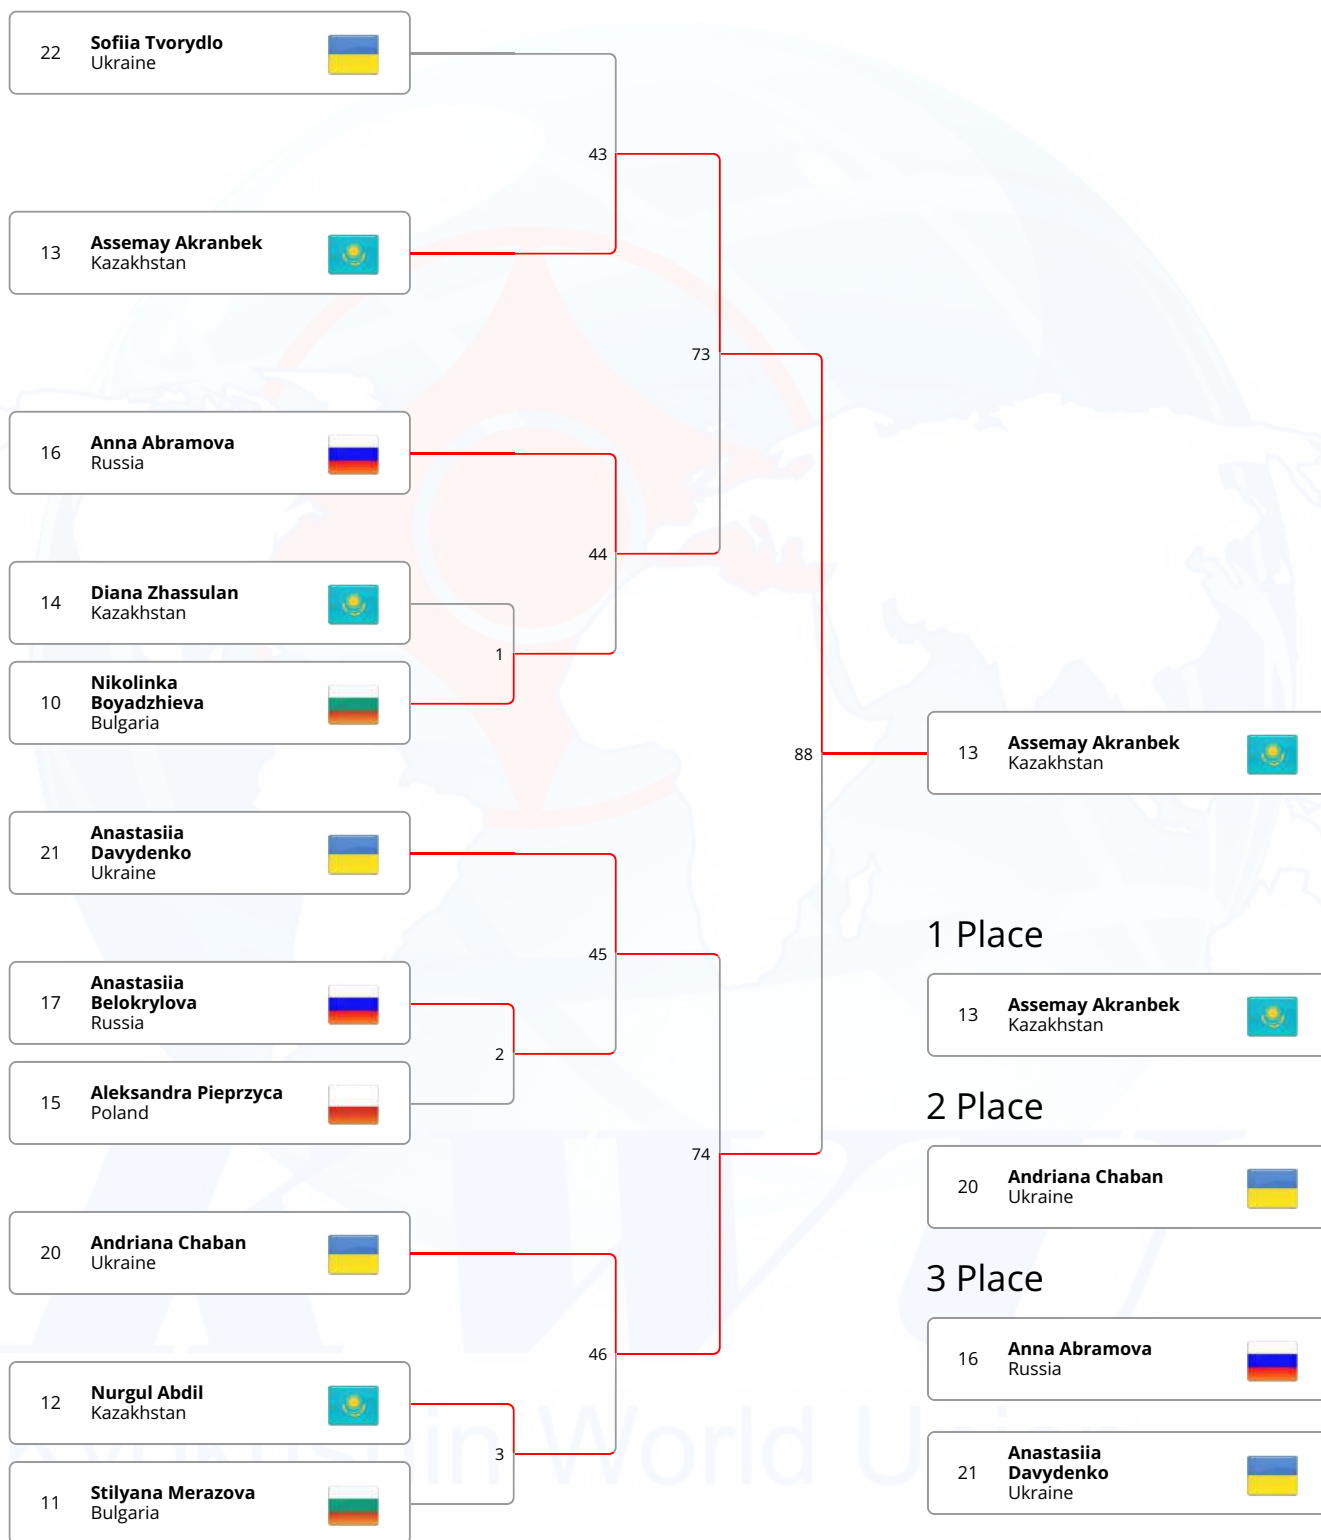 22
Sofiia Tvorydlo
Ukraine
43
13
Assemay Akranbek
Kazakhstan
73
16
Anna Abramova
Russia
44
14
Diana Zhassulan
Kazakhstan
1
10
Nikolinka
Boyadzhieva
Bulgaria
88
13
Assemay Akranbek
Kazakhstan
21
Anastasiia
Davydenko
Ukraine
45
17
Anastasiia
Belokrylova
Russia
2
15
Aleksandra Pieprzyca
Poland
74
20
Andriana Chaban
Ukraine
46
12
Nurgul Abdil
Kazakhstan
3
11
Stilyana Merazova
Bulgaria
1 Place
13
Assemay Akranbek
Kazakhstan
2 Place
20
Andriana Chaban
Ukraine
3 Place
16
Anna Abramova
Russia
21
Anastasiia
Davydenko
Ukraine
KWU
World